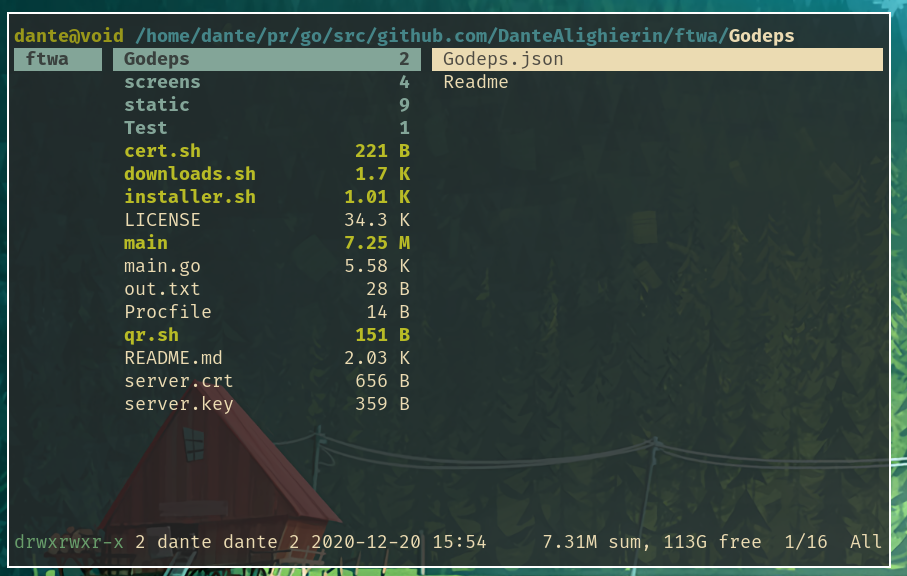 dante@void /home/dante/pr/go/src/github.com/DanteAlighierin/ftwa/Godeps
ftwa Godeps 2 Godeps.json
screens 4 Readme
static 9
Test 1
cert.sh 221 B
downloads.sh 1.7 K
installer.sh 1.01 K
LICENSE 34.3 K
main 7.25 M
main.go 5.58 K
out.txt 28 B
Procfile 14 B
qr.sh 151 B
README.md 2.03 K
server.crt 656 B
server.key 359 B
drwxrwxr-x 2 dante dante 2 2020-12-20 15:54 7.31M sum, 113G free 1/16 All